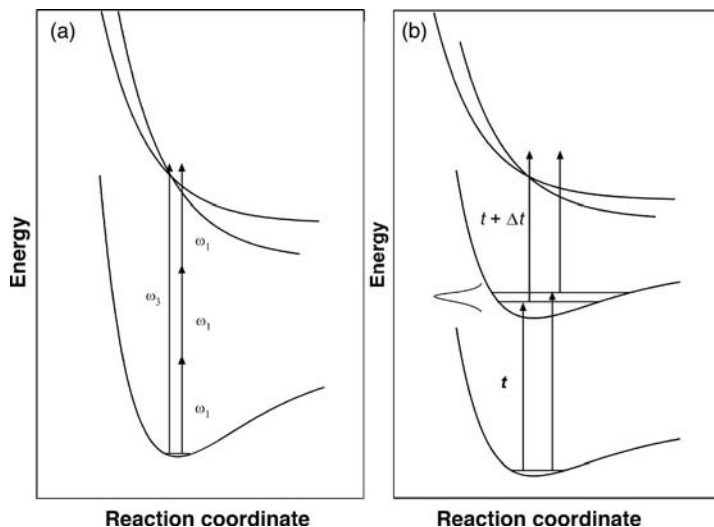 (a)
Energy
ω₃
ω₁
ω₁
ω₁
Reaction coordinate
(b)
Energy
t + Δt
t
Reaction coordinate